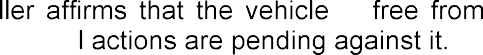 ller affirms that the vehicle free from
l actions are pending against it.